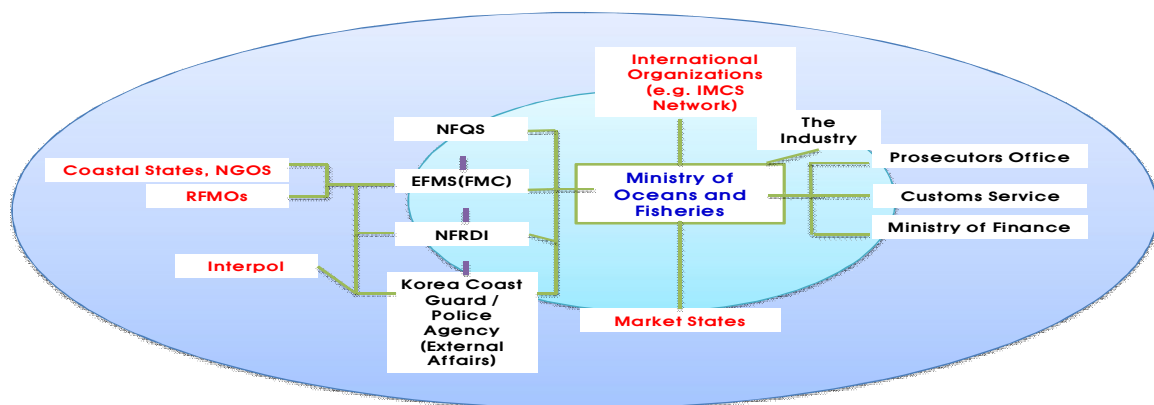 International
Organizations
(e.g. IMCS
Network)
The
Industry
NFQS
Prosecutors Office
Coastal States, NGOS
EFMS(FMC)
Ministry of
Oceans and
Fisheries
RFMOs
Customs Service
NFRDI
Ministry of Finance
Interpol
Korea Coast
Guard /
Police
Agency
(External
Affairs)
Market States